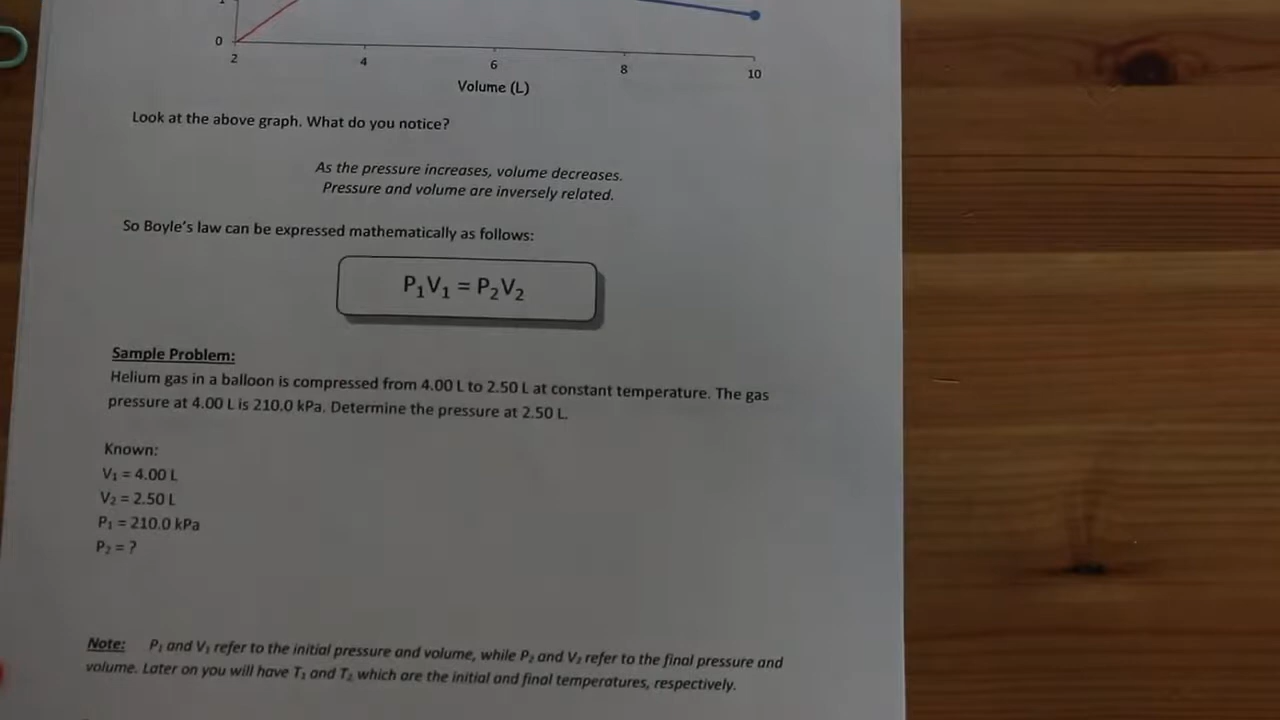 1
0
2 4 6 8 10
Volume (L)
Look at the above graph. What do you notice?
As the pressure increases, volume decreases.
Pressure and volume are inversely related.
So Boyle's law can be expressed mathematically as follows:
P₁V₁ = P₂V₂
Sample Problem:
Helium gas in a balloon is compressed from 4.00 L to 2.50 L at constant temperature. The gas
pressure at 4.00 L is 210.0 kPa. Determine the pressure at 2.50 L.
Known:
V₁ = 4.00 L
V₂ = 2.50 L
P₁ = 210.0 kPa
P₂ = ?
Note: P₁ and V₁ refer to the initial pressure and volume, while P₂ and V₂ refer to the final pressure and
volume. Later on you will have T₁ and T₂ which are the initial and final temperatures, respectively.